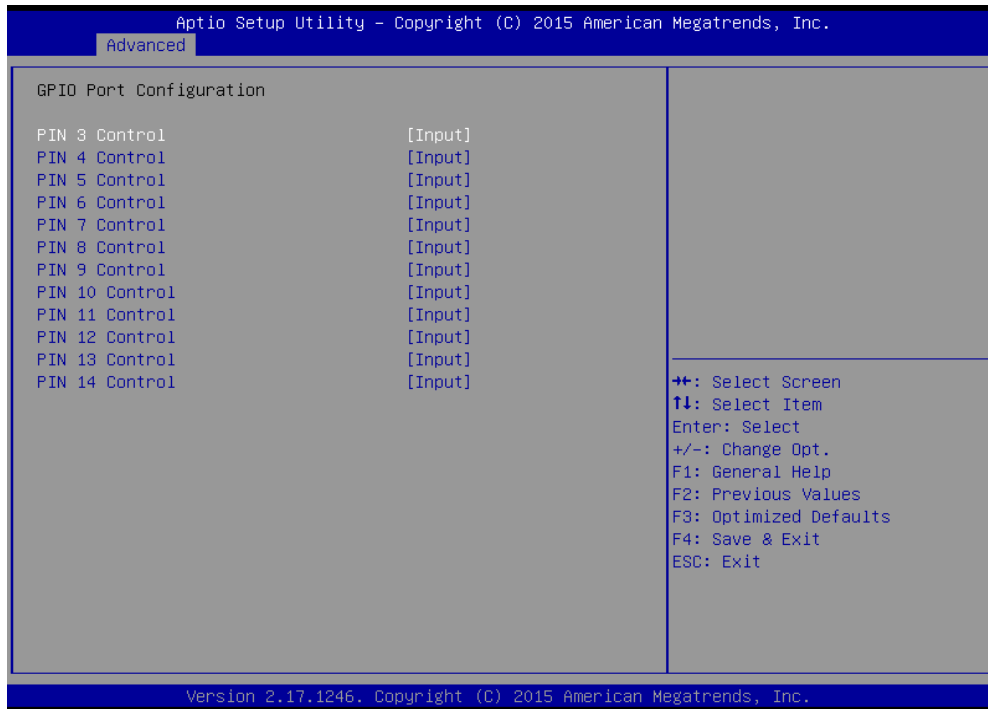 Aptio Setup Utility – Copyright (C) 2015 American Megatrends, Inc.
Advanced
GPIO Port Configuration
PIN 3 Control [Input]
PIN 4 Control [Input]
PIN 5 Control [Input]
PIN 6 Control [Input]
PIN 7 Control [Input]
PIN 8 Control [Input]
PIN 9 Control [Input]
PIN 10 Control [Input]
PIN 11 Control [Input]
PIN 12 Control [Input]
PIN 13 Control [Input]
PIN 14 Control [Input]
→←: Select Screen
↑↓: Select Item
Enter: Select
+/-: Change Opt.
F1: General Help
F2: Previous Values
F3: Optimized Defaults
F4: Save & Exit
ESC: Exit
Version 2.17.1246. Copyright (C) 2015 American Megatrends, Inc.